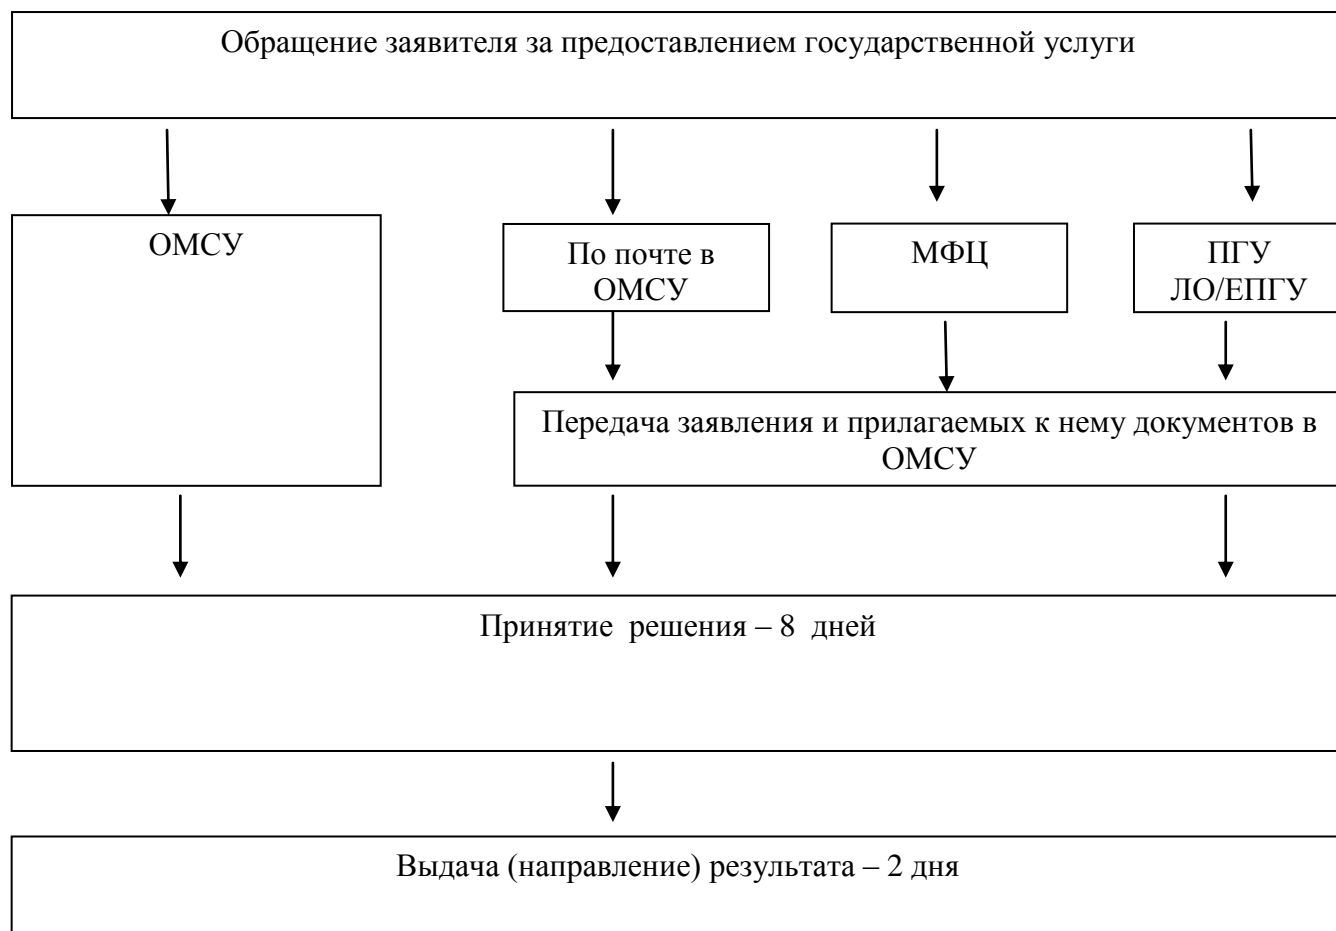 Обращение заявителя за предоставлением государственной услуги
ОМСУ
По почте в
ОМСУ
МФЦ
ПГУ
ЛО/ЕПГУ
Передача заявления и прилагаемых к нему документов в
ОМСУ
Принятие решения – 8 дней
Выдача (направление) результата – 2 дня